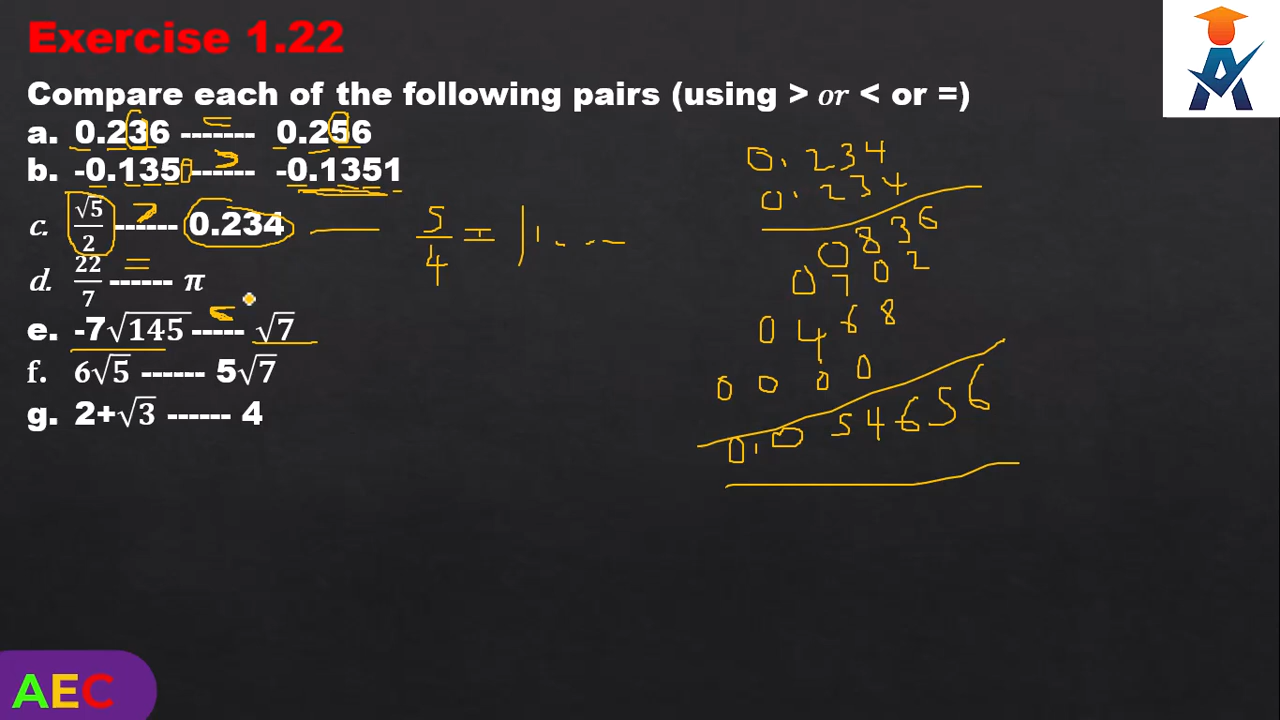 Exercise 1.22
Compare each of the following pairs (using > or < or =)
a. 0.236 ------- 0.256
b. -0.135 ------ -0.1351
c. √5/2 ------ 0.234
d. 22/7 ------ π
e. -7√145 ----- √7
f. 6√5 ------ 5√7
g. 2+√3 ------ 4
5/4 = 1. ...
0.234
0.234
0836
0702
0468
0000
0.054656
AEC